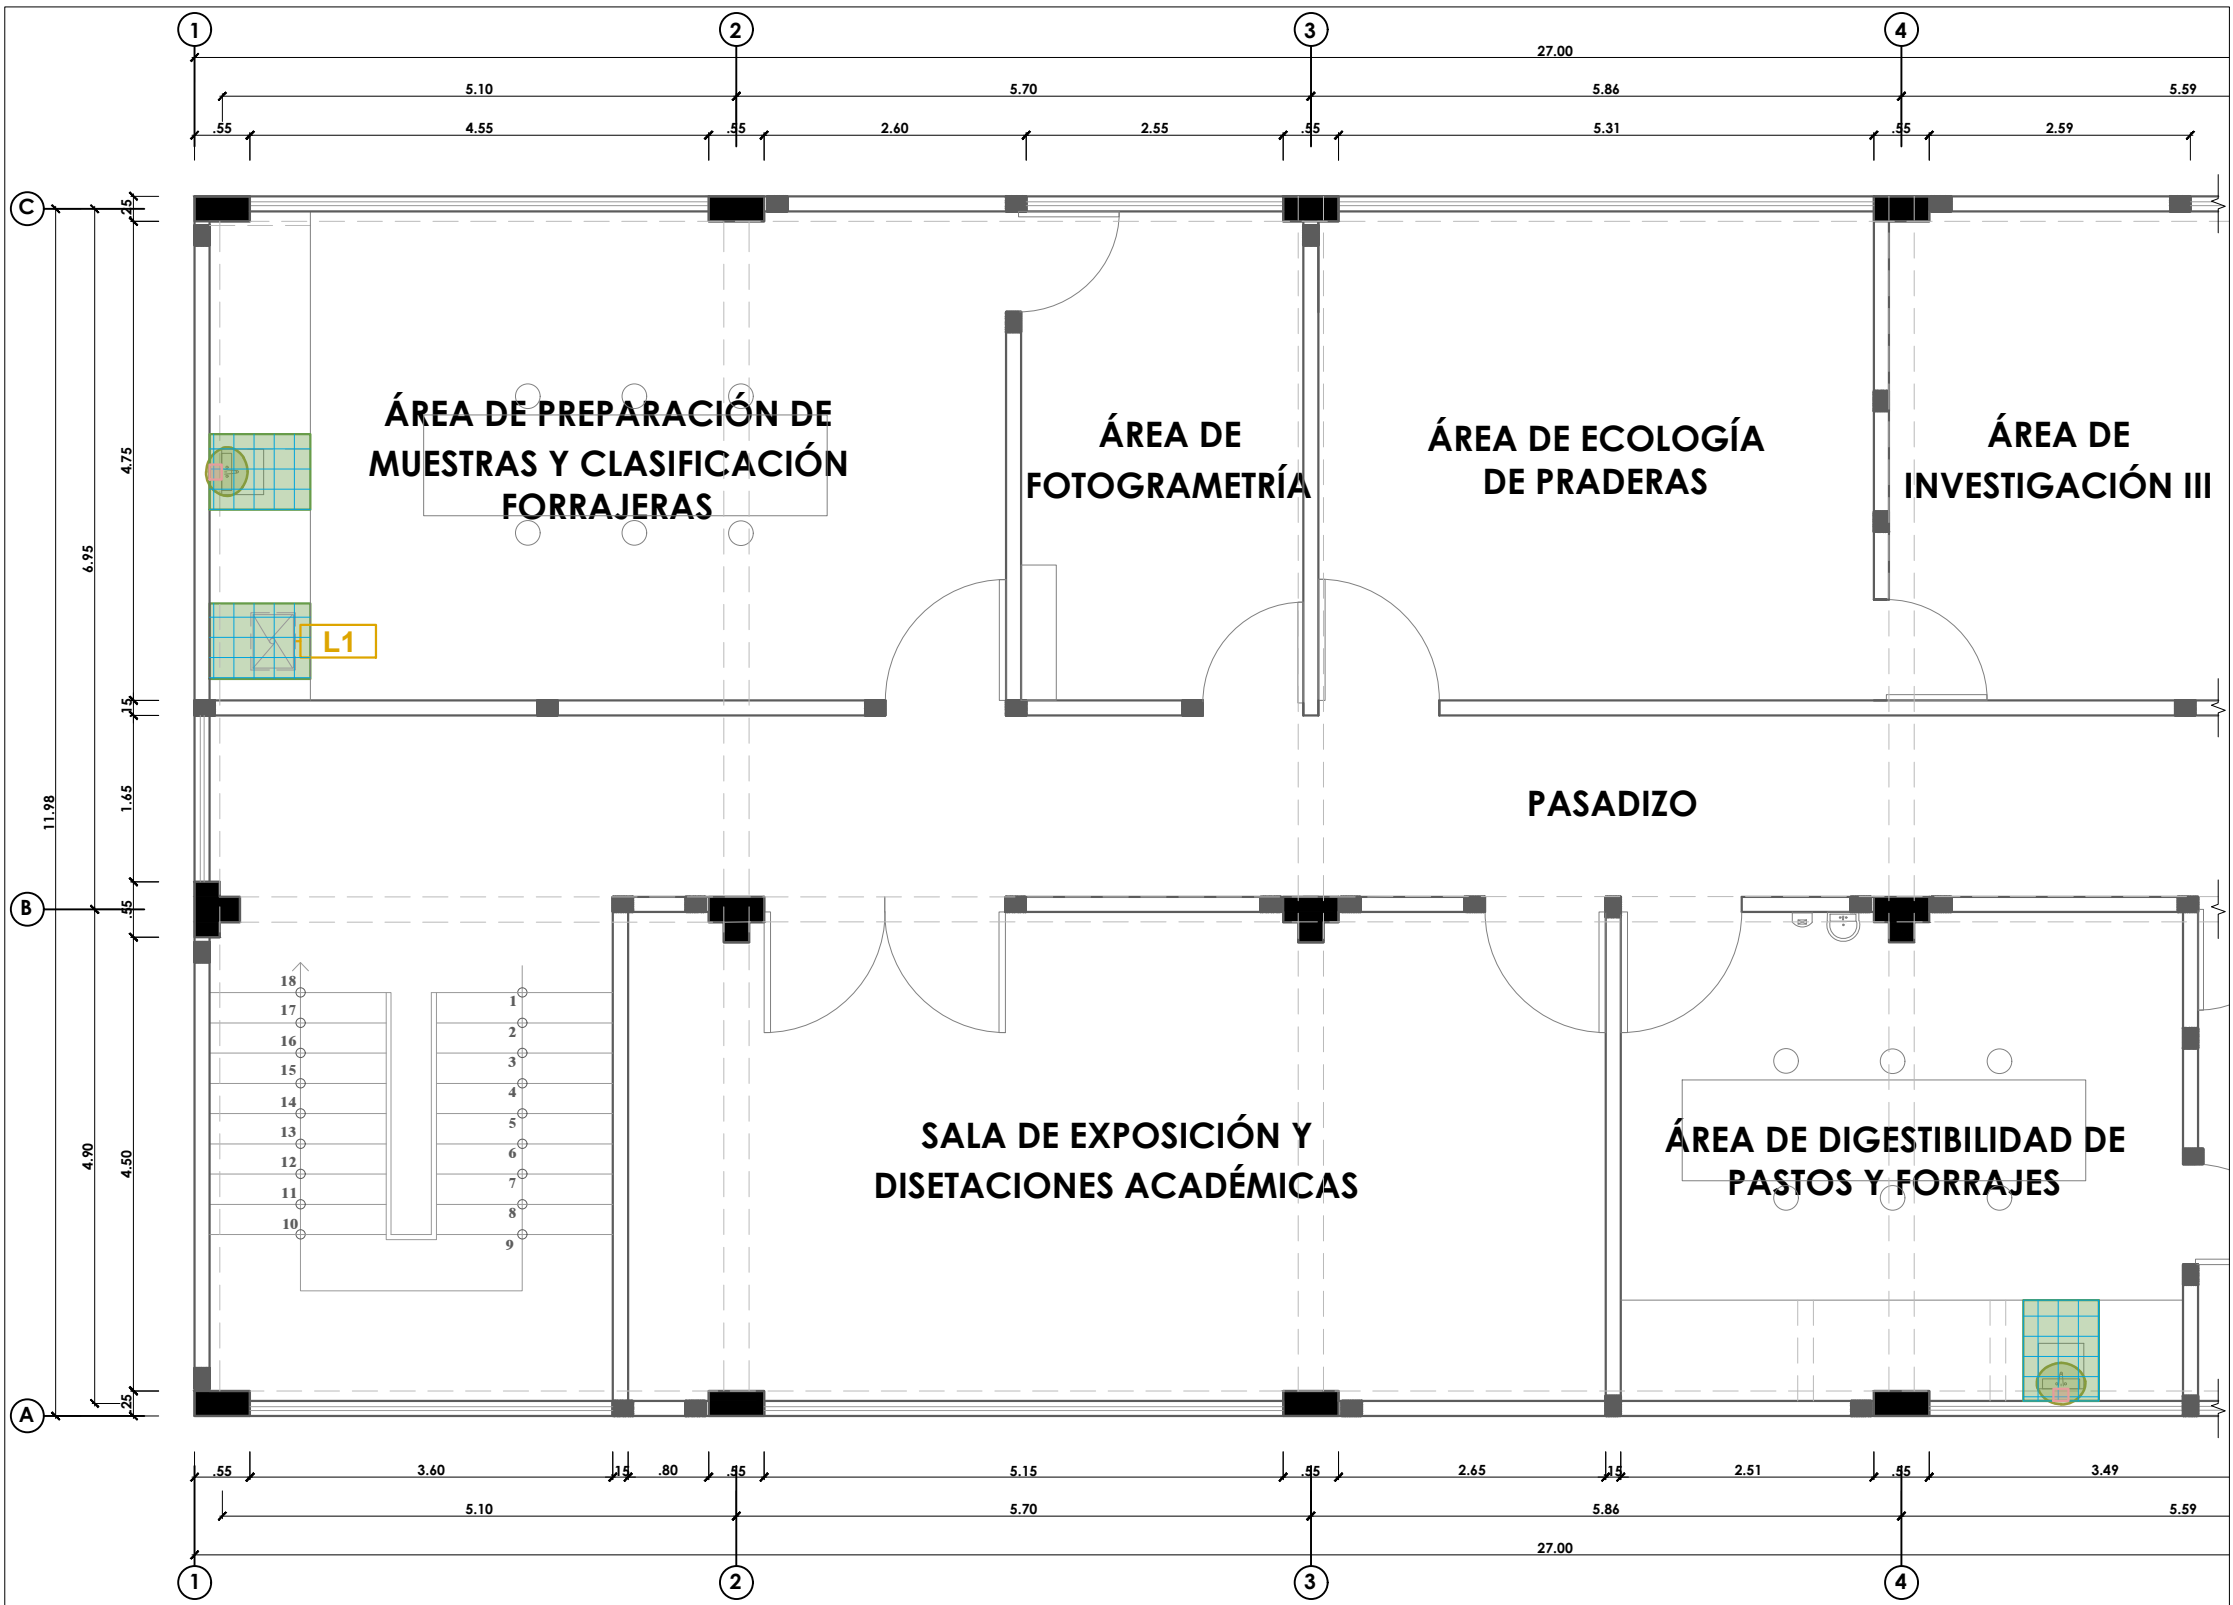 1 2 3 4
27.00
5.10 5.70 5.86 5.59
.55 4.55 .55 2.60 2.55 .55 5.31 .55 2.59
C
.25
ÁREA DE PREPARACIÓN DE
MUESTRAS Y CLASIFICACIÓN
FORRAJERAS
ÁREA DE
FOTOGRAMETRÍA
ÁREA DE ECOLOGÍA
DE PRADERAS
ÁREA DE
INVESTIGACIÓN III
4.75
6.95
L1
.15
1.65
11.98
PASADIZO
B
.55
18
17
16
15
14
13
12
11
10
1
2
3
4
5
6
7
8
9
4.90
4.50
SALA DE EXPOSICIÓN Y
DISETACIONES ACADÉMICAS
ÁREA DE DIGESTIBILIDAD DE
PASTOS Y FORRAJES
A
.25
.55 3.60 .15 .80 .55 5.15 .55 2.65 .15 2.51 .55 3.49
5.10 5.70 5.86 5.59
27.00
1 2 3 4